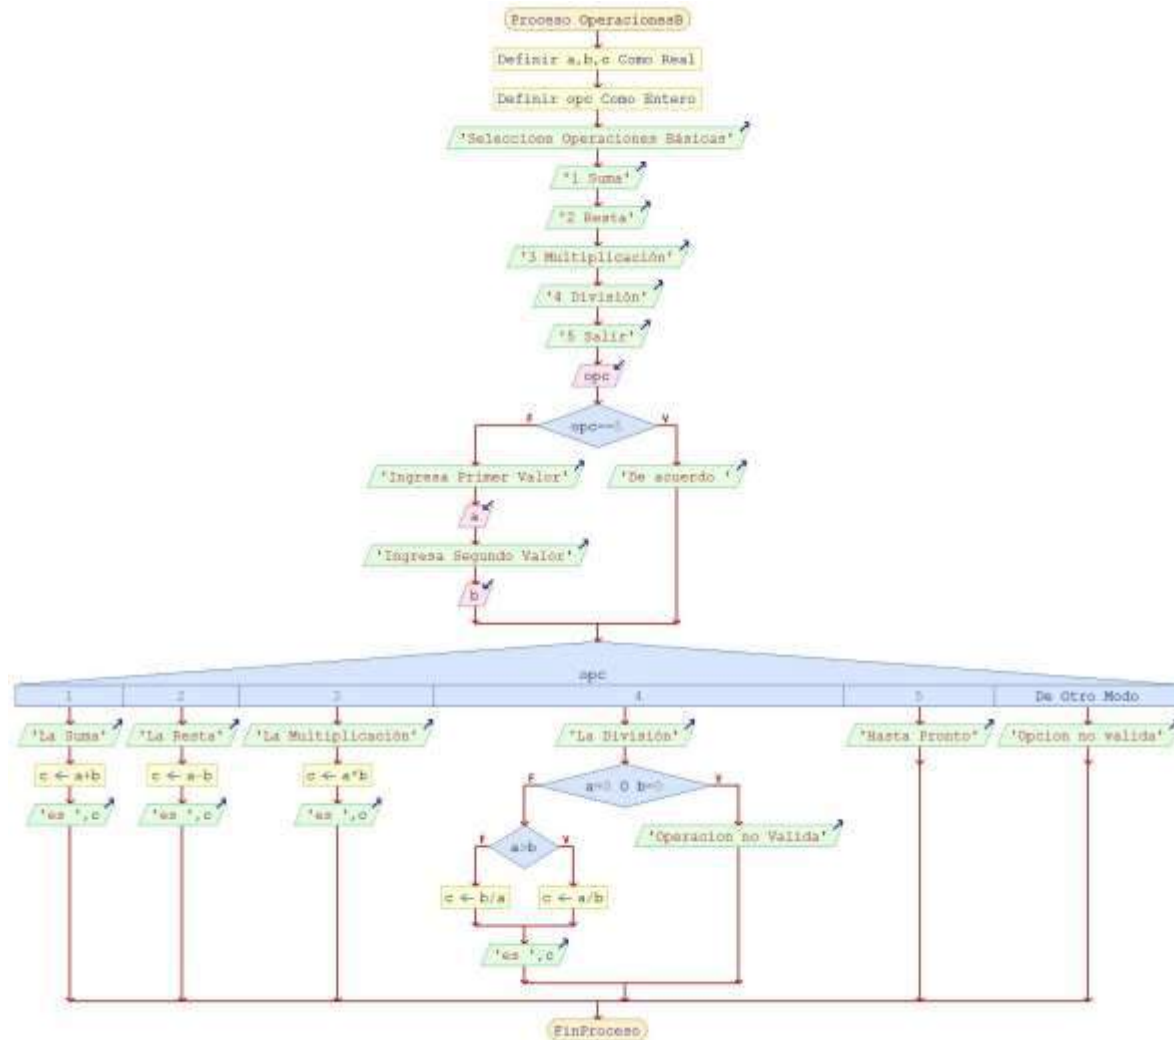 Proceso OperacionesB
Definir a,b,c Como Real
Definir opc Como Entero
'Seleccions Operaciones Básicas'
'1 Suma'
'2 Resta'
'3 Multiplicación'
'4 División'
'5 Salir'
opc
F
opc==5
V
'Ingresa Primer Valor'
'De acuerdo '
a
'Ingresa Segundo Valor'
b
opc
1
2
3
4
5
De Otro Modo
'La Suma'
'La Resta'
'La Multiplicación'
'La División'
'Hasta Pronto'
'Opcion no valida'
c ← a+b
c ← a-b
c ← a*b
F
a=0 O b=0
V
'es ',c
'es ',c
'es ',c
'Operacion no Valida'
F
a>b
V
c ← b/a
c ← a/b
'es ',c
FinProceso